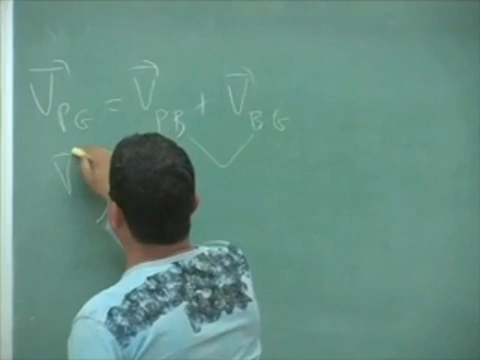 V⃗PG = V⃗PB + V⃗BG
V